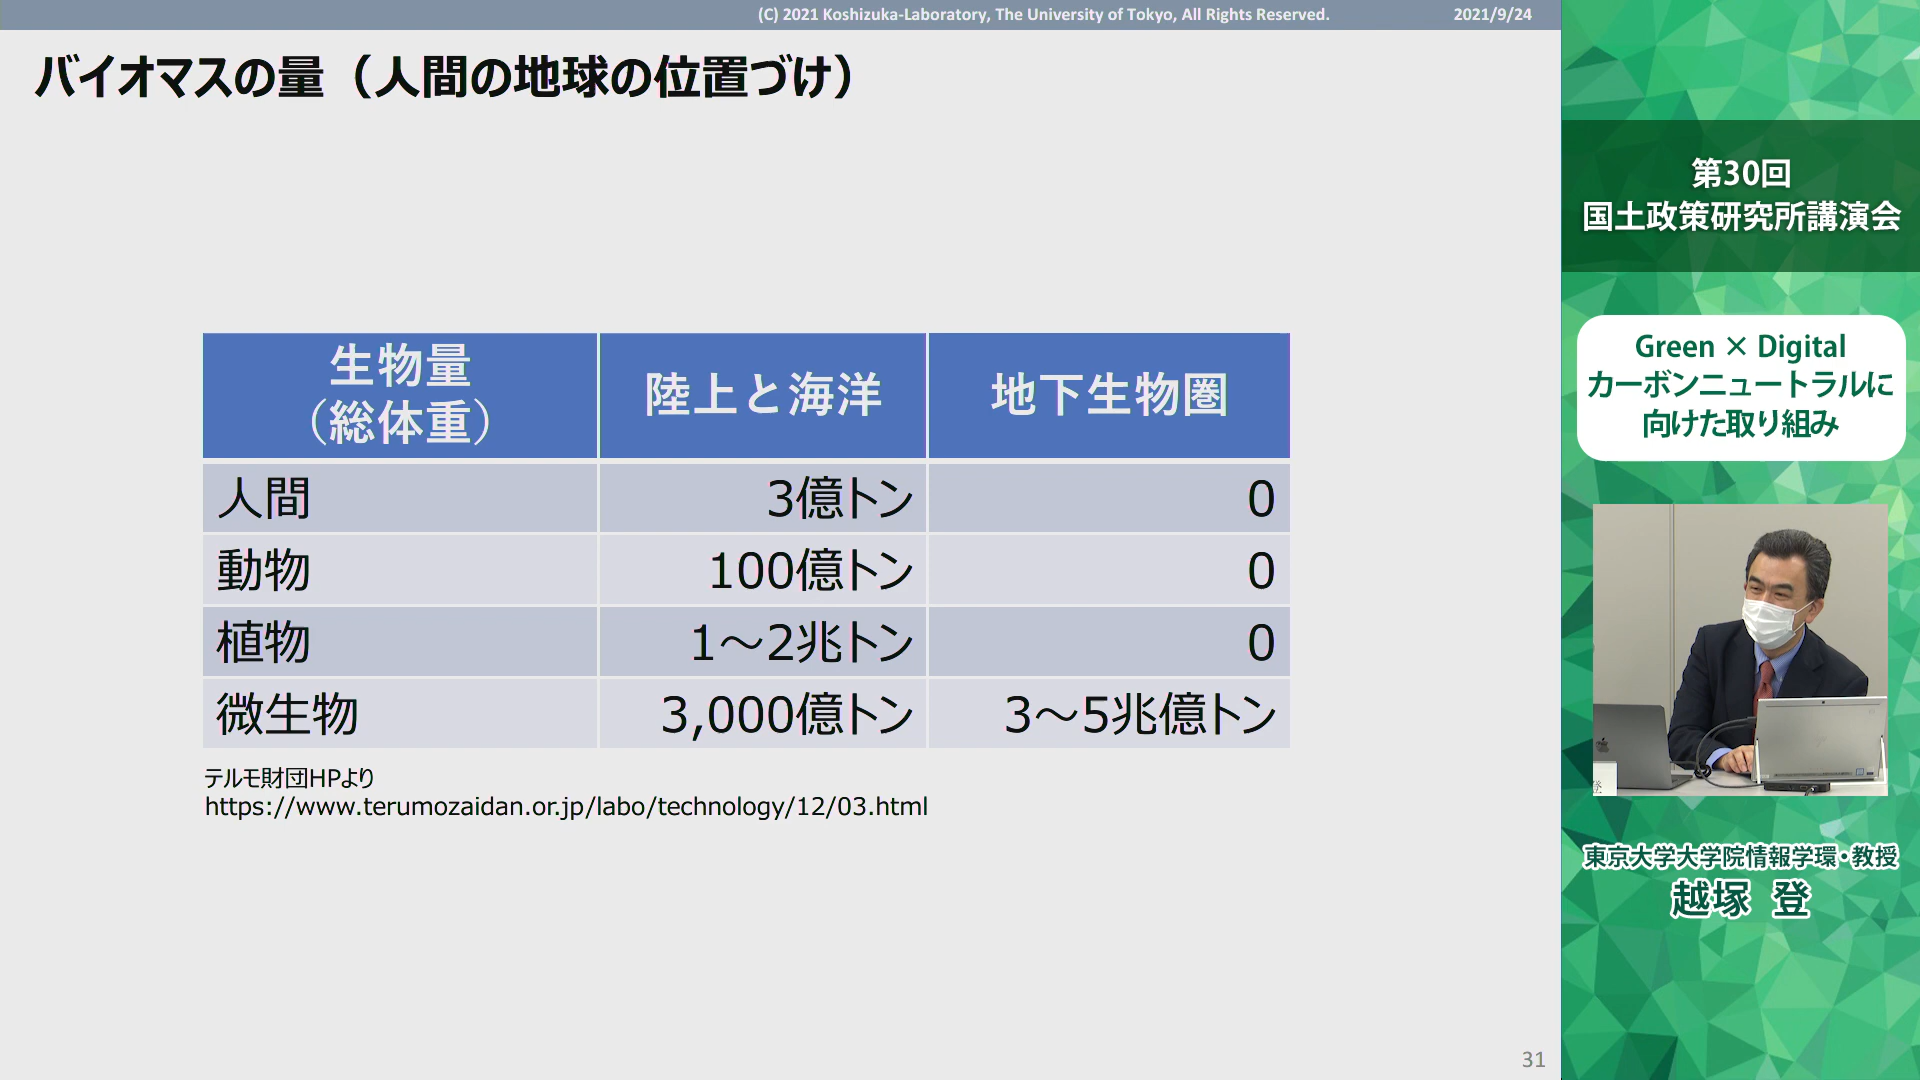 (C) 2021 Koshizuka-Laboratory, The University of Tokyo, All Rights Reserved. 2021/9/24
バイオマスの量（人間の地球の位置づけ）
生物量
（総体重） 陸上と海洋 地下生物圏
人間 3億トン 0
動物 100億トン 0
植物 1～2兆トン 0
微生物 3,000億トン 3～5兆億トン
テルモ財団HPより
https://www.terumozaidan.or.jp/labo/technology/12/03.html
31
第30回
国土政策研究所講演会
Green × Digital
カーボンニュートラルに
向けた取り組み
登
東京大学大学院情報学環・教授
越塚 登